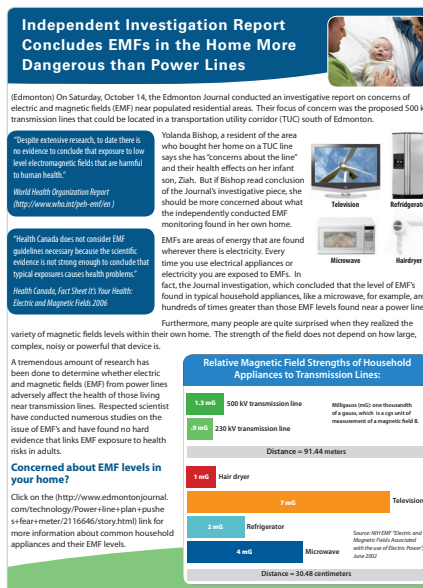 Independent Investigation Report
Concludes EMFs in the Home More
Dangerous than Power Lines
(Edmonton) On Saturday, October 14, the Edmonton Journal conducted an investigative report on concerns of
electric and magnetic fields (EMF) near populated residential areas. Their focus of concern was the proposed 500 k
transmission lines that could be located in a transportation utility corridor (TUC) south of Edmonton.
"Despite extensive research, to date there is
no evidence to conclude that exposure to low
level electromagnetic fields that are harmful
to human health."
World Health Organization Report
(http://www.who.int/peh-emf/en )
"Health Canada does not consider EMF
guidelines necessary because the scientific
evidence is not strong enough to conclude that
typical exposures cause health problems."
Health Canada, Fact Sheet It's Your Health:
Electric and Magnetic Fields 2006
Yolanda Bishop, a resident of the area
who bought her home on a TUC line
says she has "concerns about the line"
and their health effects on her infant
son, Ziah. But if Bishop read conclusion
of the Journal's investigative piece, she
should be more concerned about what
the independently conducted EMF
monitoring found in her own home.
Television
Refridgerato
Microwave
Hairdryer
EMFs are areas of energy that are found
wherever there is electricity. Every
time you use electrical appliances or
electricity you are exposed to EMFs. In
fact, the Journal investigation, which concluded that the level of EMF's
found in typical household appliances, like a microwave, for example, are
hundreds of times greater than those EMF levels found near a power line
Furthermore, many people are quite surprised when they realized the
variety of magnetic fields levels within their own home. The strength of the field does not depend on how large,
complex, noisy or powerful that device is.
A tremendous amount of research has
been done to determine whether electric
and magnetic fields (EMF) from power lines
adversely affect the health of those living
near transmission lines. Respected scientist
have conducted numerous studies on the
issue of EMF's and have found no hard
evidence that links EMF exposure to health
risks in adults.
Concerned about EMF levels in
your home?
Click on the (http://www.edmontonjournal.
com/technology/Power+line+plan+pushe
s+fear+meter/2116646/story.html) link for
more information about common household
appliances and their EMF levels.
Relative Magnetic Field Strengths of Household
Appliances to Transmission Lines:
1.3 mG 500 kV transmission line
.9 mG 230 kV transmission line
Milligauss (mG): one thousandth
of a gauss, which is a cgs unit of
measurement of a magnetic field B.
Distance = 91.44 meters
1 mG Hair dryer
7 mG Television
2 mG Refrigerator
4 mG Microwave
Source: NIH EMF "Electric and
Magnetic Fields Associated
with the use of Electric Power",
June 2002
Distance = 30.48 centimeters